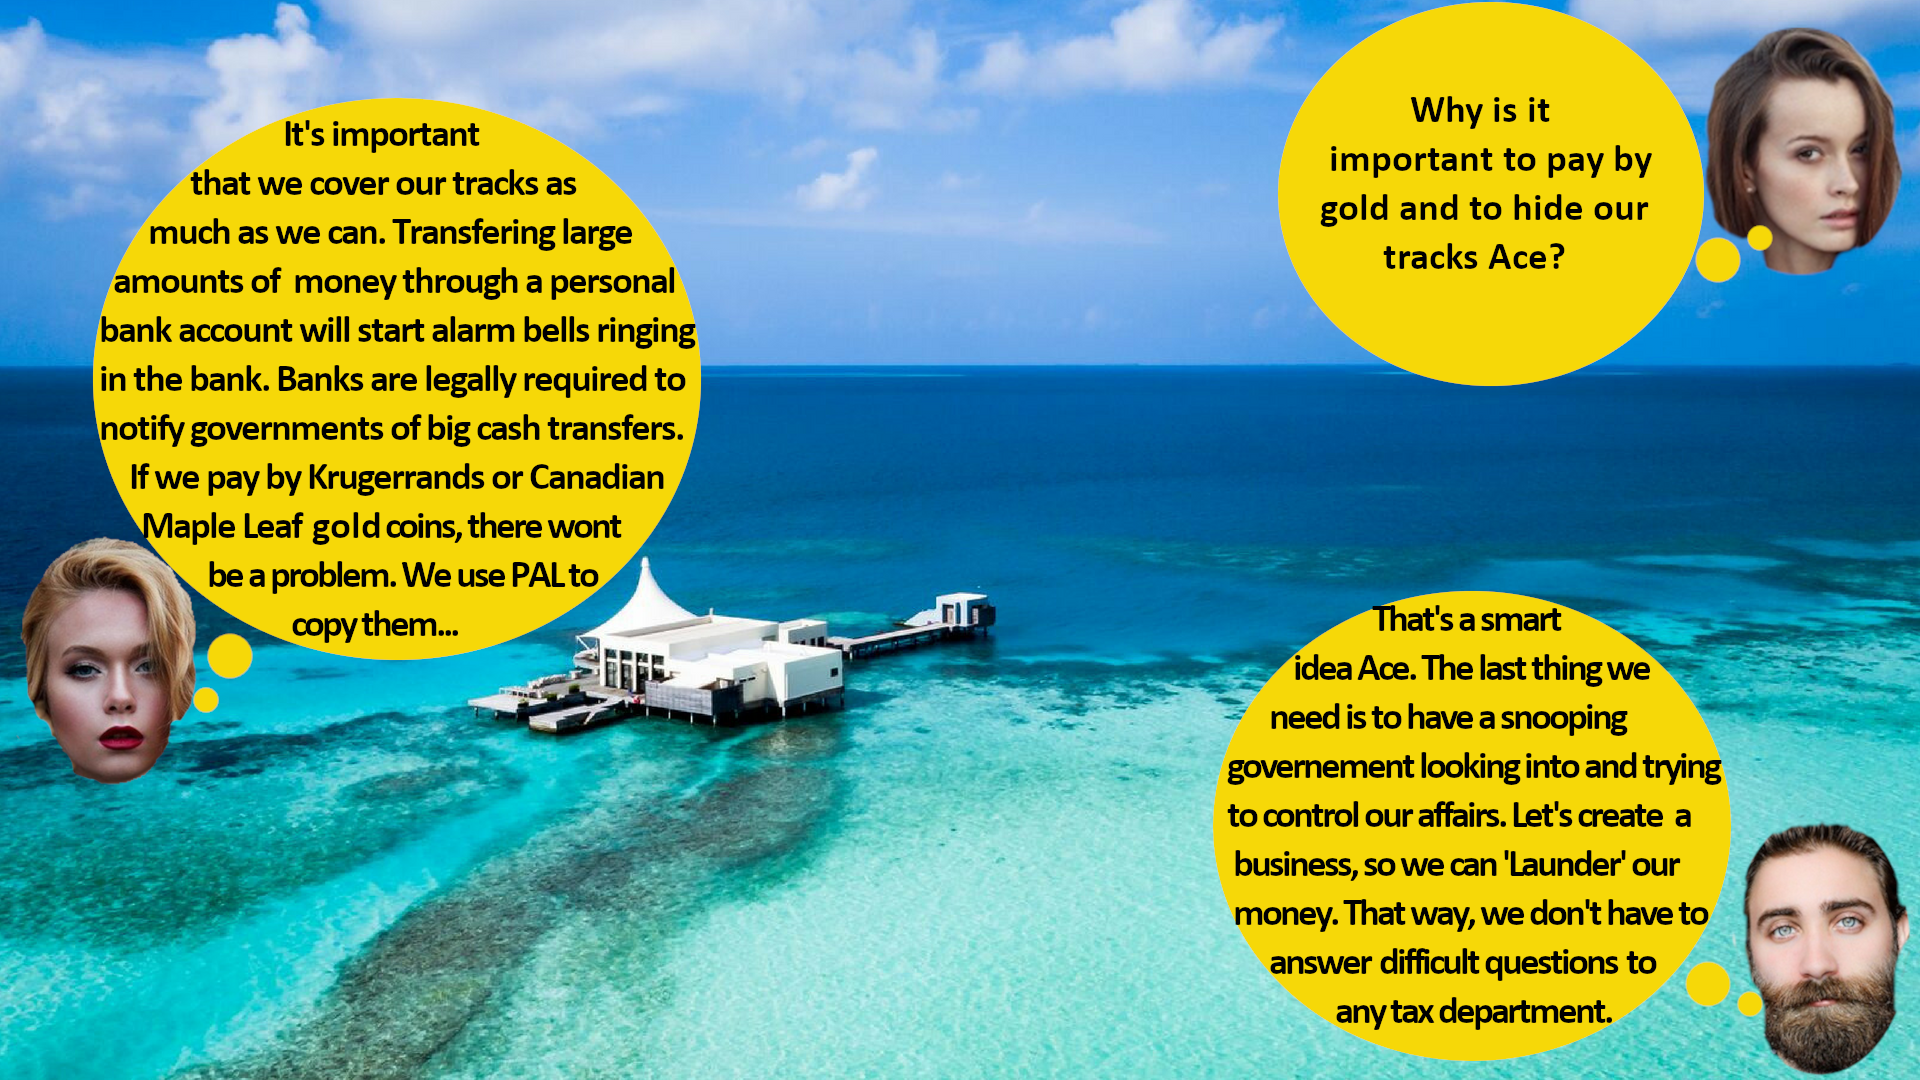 Why is it
important to pay by
gold and to hide our
tracks Ace?
It's important
that we cover our tracks as
much as we can. Transfering large
amounts of money through a personal
bank account will start alarm bells ringing
in the bank. Banks are legally required to
notify governments of big cash transfers.
If we pay by Krugerrands or Canadian
Maple Leaf gold coins, there wont
be a problem. We use PAL to
copy them...
That's a smart
idea Ace. The last thing we
need is to have a snooping
governement looking into and trying
to control our affairs. Let's create a
business, so we can 'Launder' our
money. That way, we don't have to
answer difficult questions to
any tax department.